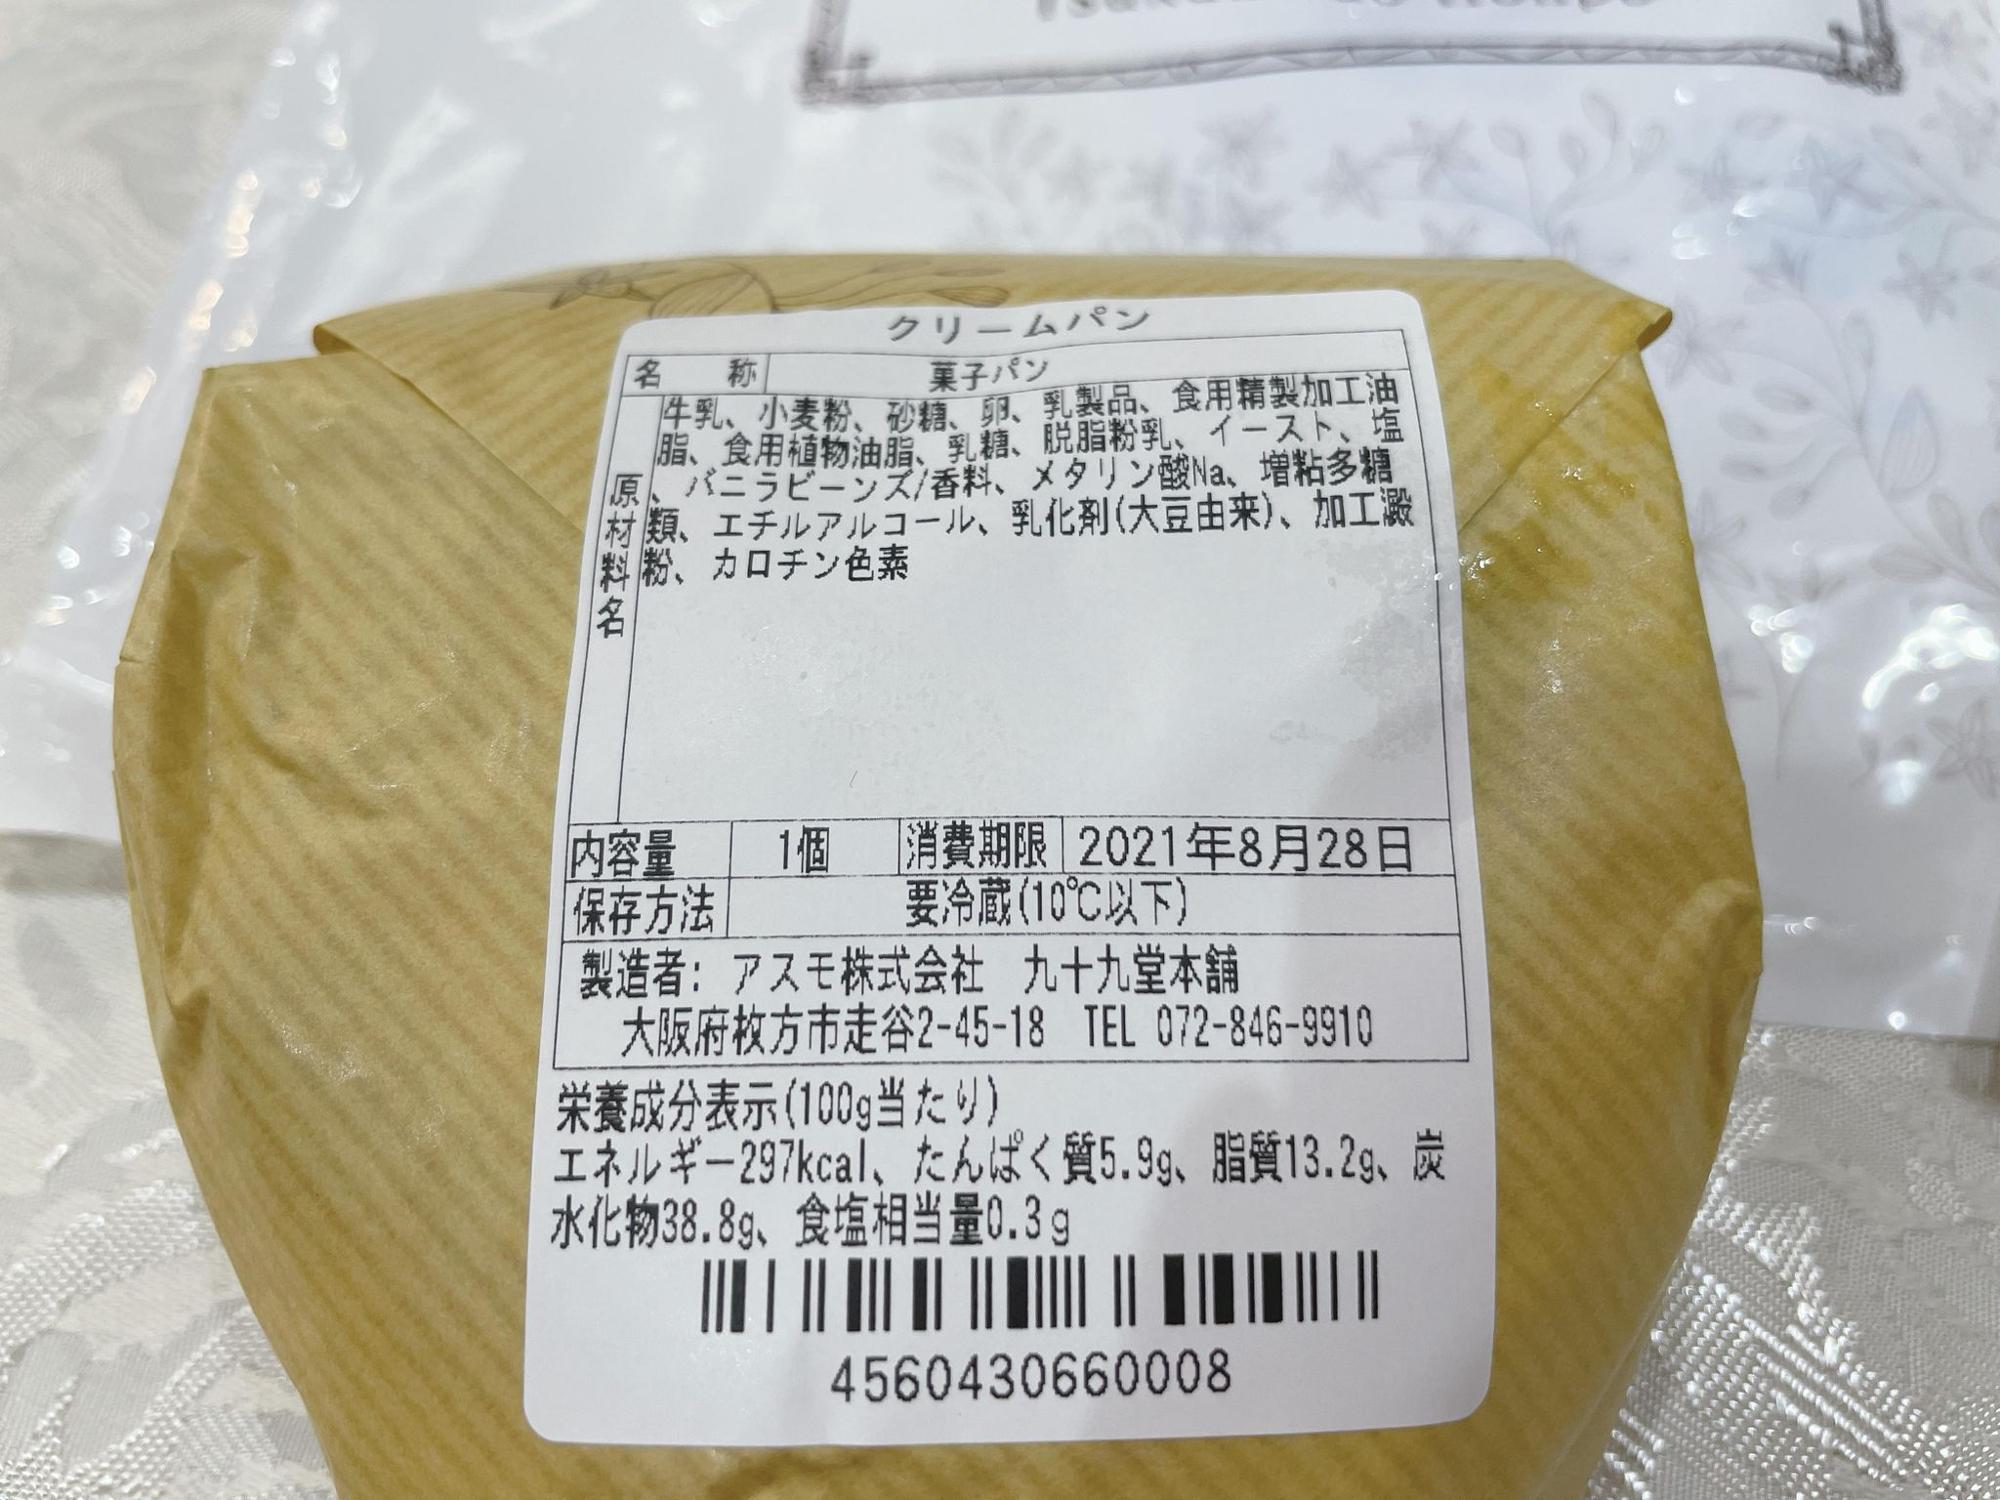 クリームパン
名称 菓子パン
原材料名
牛乳、小麦粉、砂糖、卵、乳製品、食用精製加工油
脂、食用植物油脂、乳糖、脱脂粉乳、イースト、塩
、バニラビーンズ/香料、メタリン酸Na、増粘多糖
類、エチルアルコール、乳化剤(大豆由来)、加工澱
粉、カロチン色素
内容量 1個 消費期限 2021年8月28日
保存方法 要冷蔵(10℃以下)
製造者: アスモ株式会社 九十九堂本舗
大阪府枚方市走谷2-45-18 TEL 072-846-9910
栄養成分表示(100g当たり)
エネルギー297kcal、たんぱく質5.9g、脂質13.2g、炭
水化物38.8g、食塩相当量0.3g
4560430660008